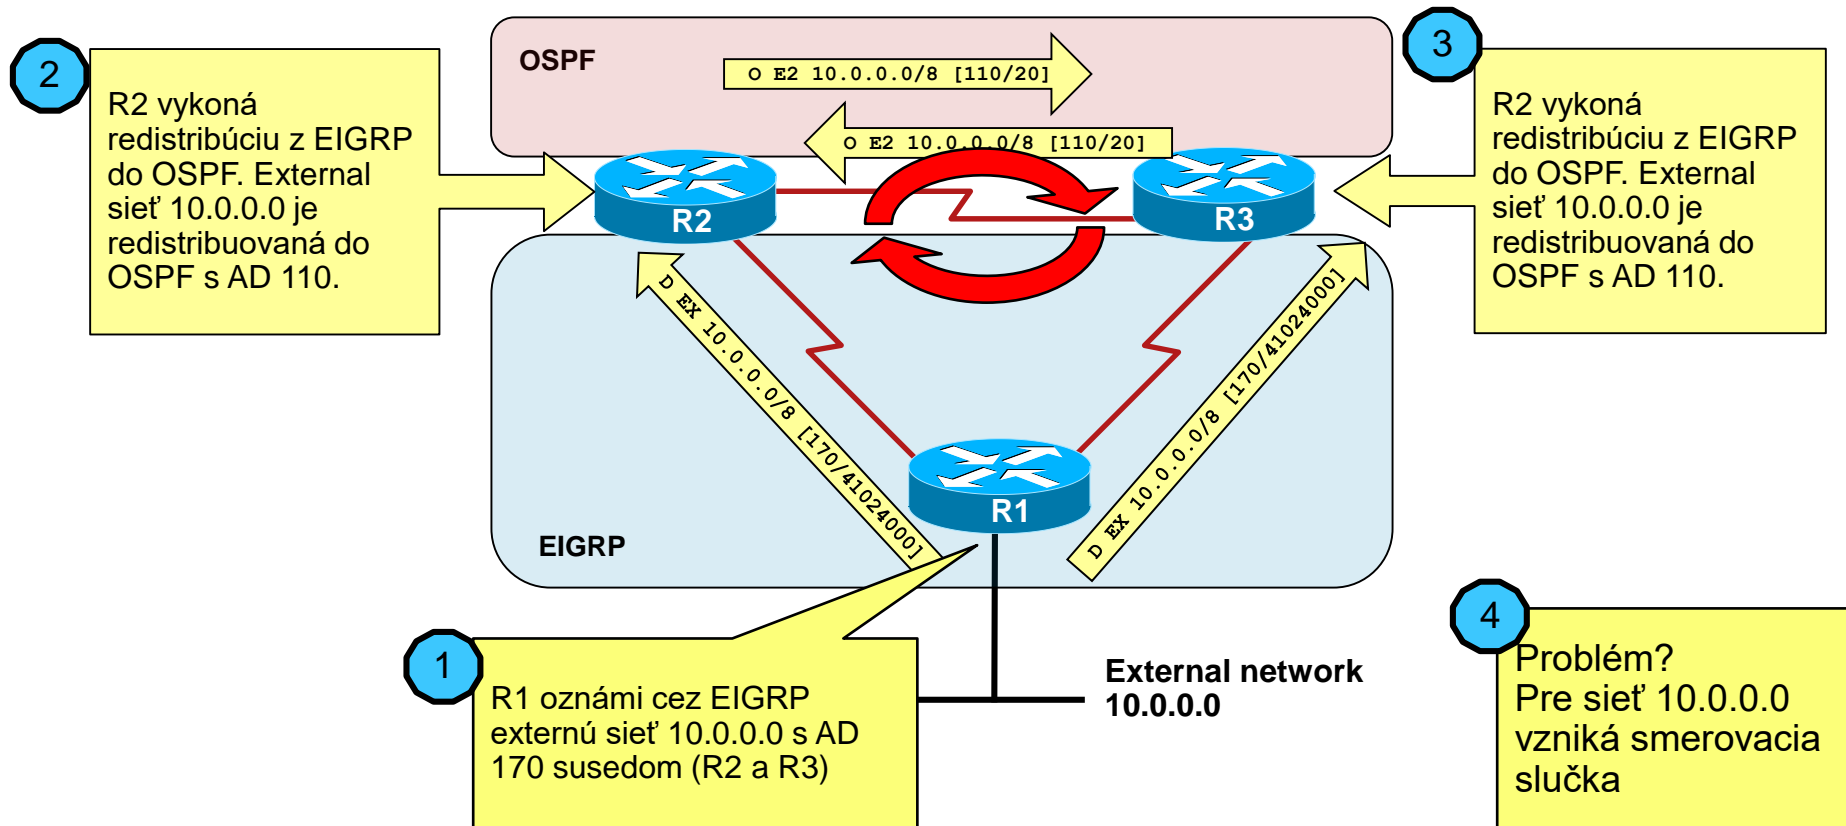 OSPF
O E2 10.0.0.0/8 [110/20]
O E2 10.0.0.0/8 [110/20]
2
R2 vykoná
redistribúciu z EIGRP
do OSPF. External
sieť 10.0.0.0 je
redistribuovaná do
OSPF s AD 110.
3
R2 vykoná
redistribúciu z EIGRP
do OSPF. External
sieť 10.0.0.0 je
redistribuovaná do
OSPF s AD 110.
R2
R3
D EX 10.0.0.0/8 [170/41024000]
D EX 10.0.0.0/8 [170/41024000]
R1
EIGRP
1
R1 oznámi cez EIGRP
externú sieť 10.0.0.0 s AD
170 susedom (R2 a R3)
External network
10.0.0.0
4
Problém?
Pre sieť 10.0.0.0
vzniká smerovacia
slučka